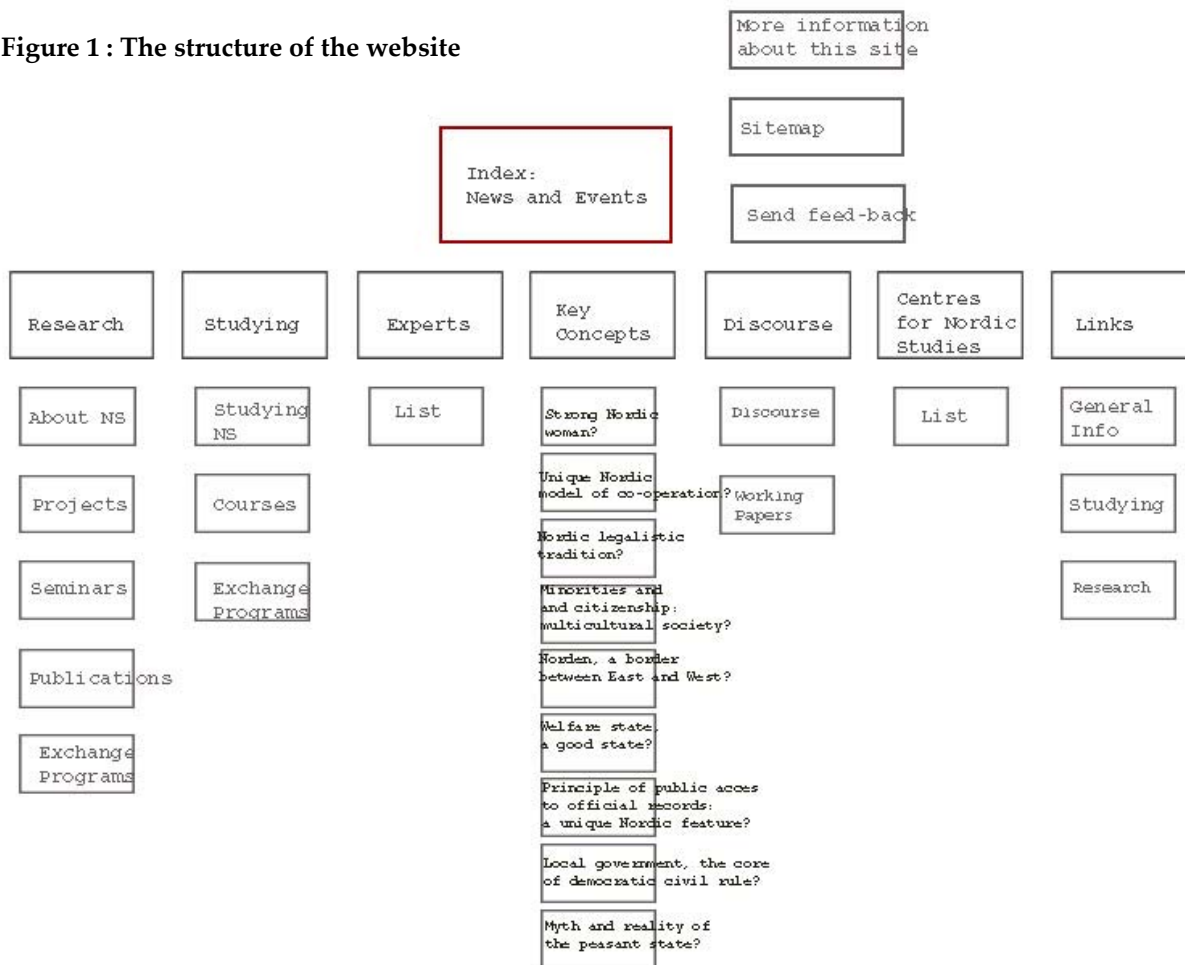 Figure 1 : The structure of the website
More information
about this site
Sitemap
Send feed-back
Index:
News and Events
Research
Studying
Experts
Key
Concepts
Discourse
Centres
for Nordic
Studies
Links
About NS
Projects
Seminars
Publications
Exchange
Programs
Studying
NS
Courses
Exchange
Programs
List
Strong Nordic
woman?
Unique Nordic
model of co-operation?
Nordic legalistic
tradition?
Minorities and
and citizenship:
multicultural society?
Norden, a border
between East and West?
Welfare state,
a good state?
Principle of public acces
to official records:
a unique Nordic feature?
Local government, the core
of democratic civil rule?
Myth and reality of
the peasant state?
Discourse
Working
Papers
List
General
Info
Studying
Research